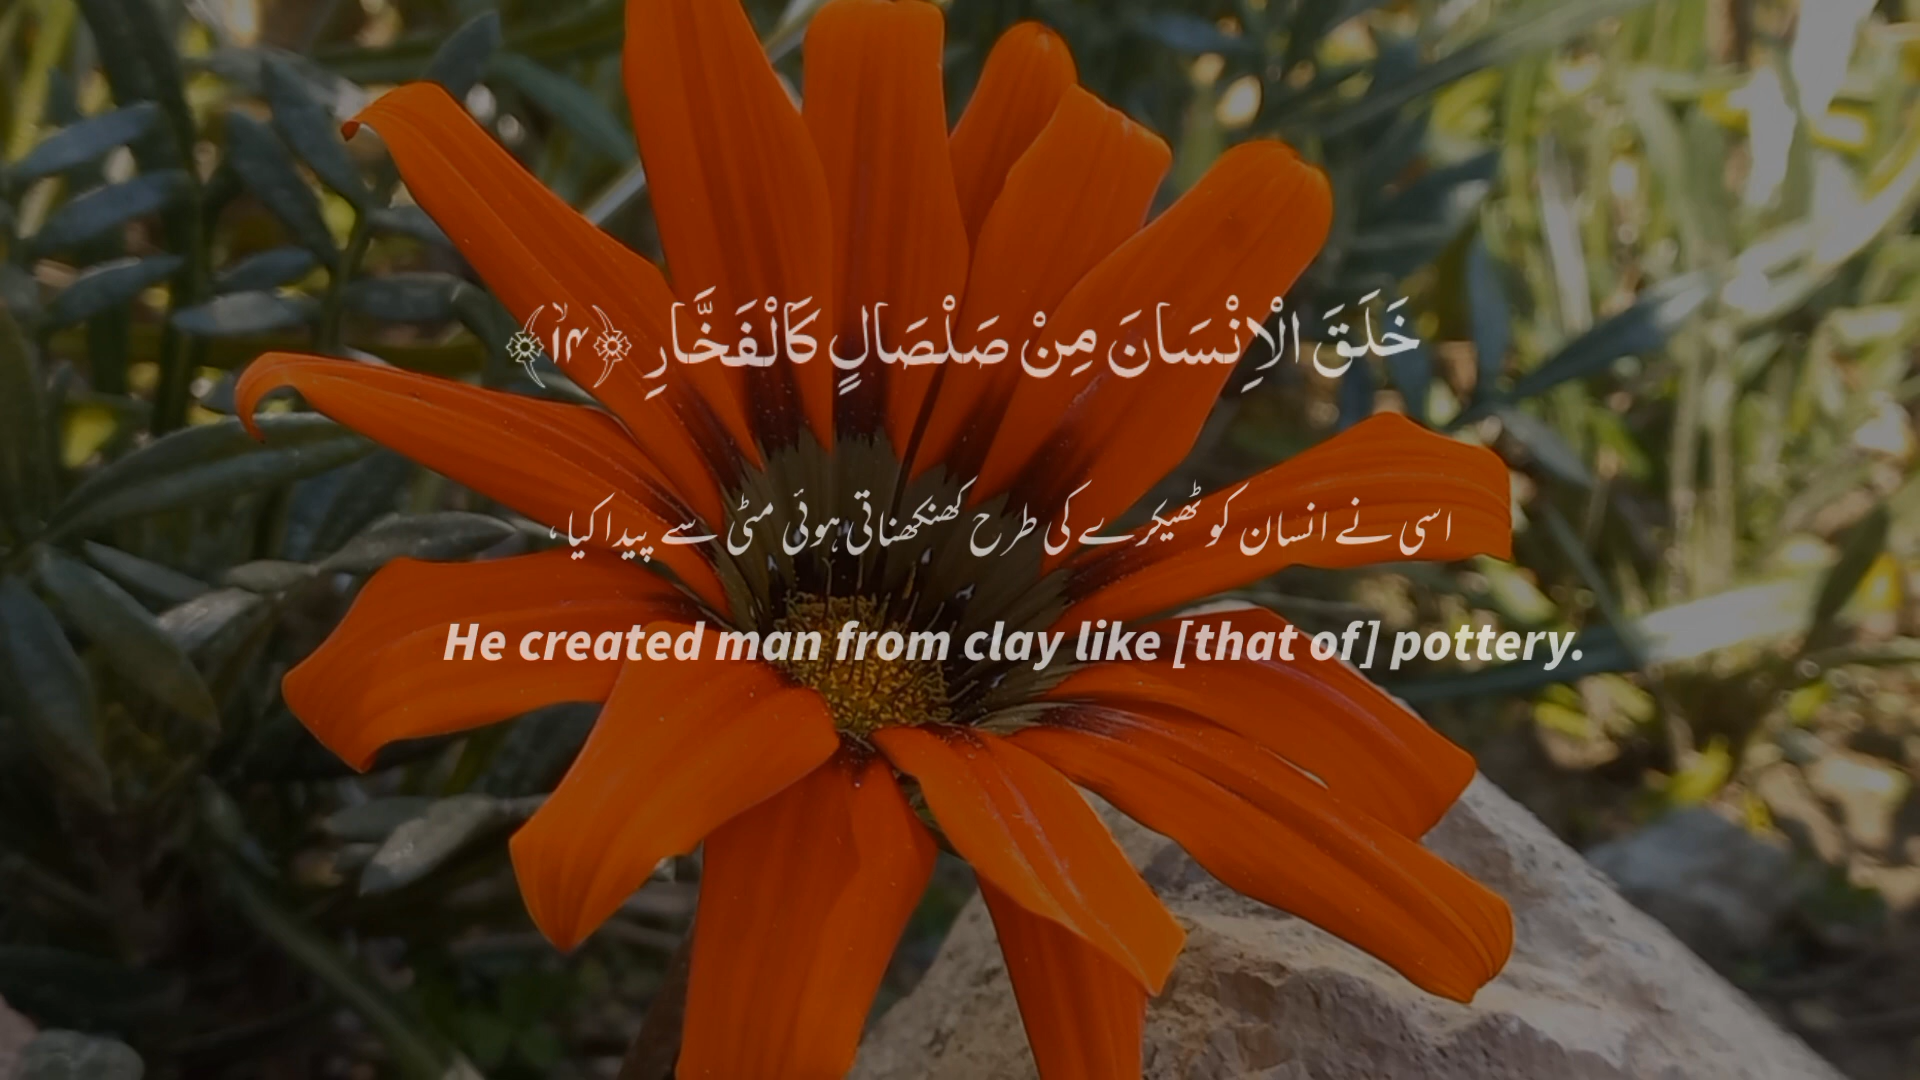 خَلَقَ الْاِنْسَانَ مِنْ صَلْصَالٍ كَالْفَخَّارِ ﴿۱۴﴾
اسی نے انسان کو ٹھیکرے کی طرح کھنکھناتی ہوئی مٹی سے پیدا کیا،
He created man from clay like [that of] pottery.